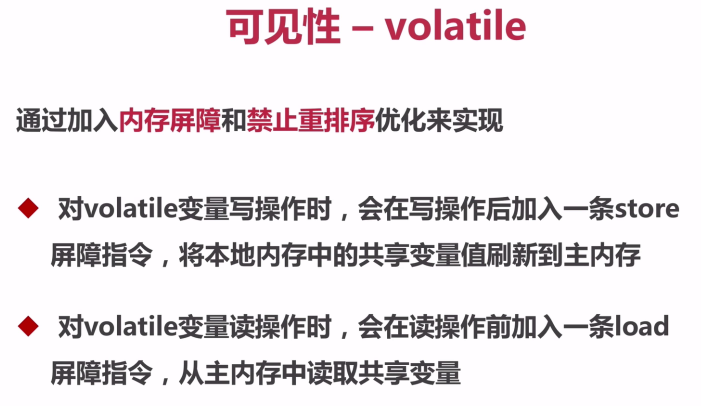 可见性 – volatile
通过加入内存屏障和禁止重排序优化来实现
对volatile变量写操作时，会在写操作后加入一条store
屏障指令，将本地内存中的共享变量值刷新到主内存
对volatile变量读操作时，会在读操作前加入一条load
屏障指令，从主内存中读取共享变量